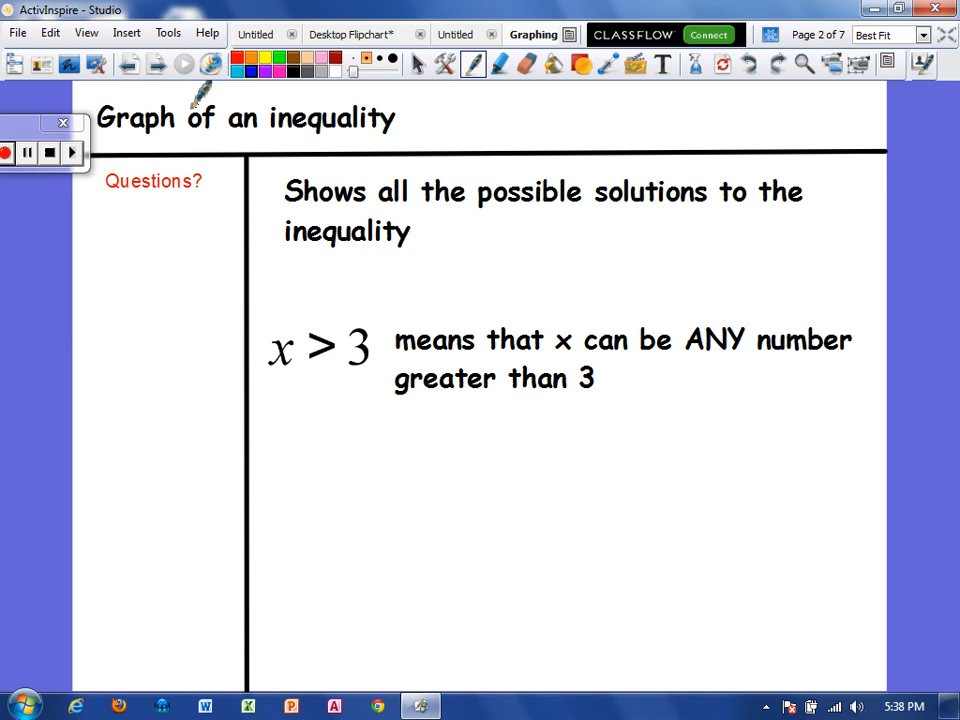 ActivInspire - Studio
File Edit View Insert Tools Help Untitled Desktop Flipchart* Untitled Graphing CLASSFLOW Connect Page 2 of 7 Best Fit
Graph of an inequality
Questions?
Shows all the possible solutions to the
inequality
x > 3 means that x can be ANY number
greater than 3
5:38 PM